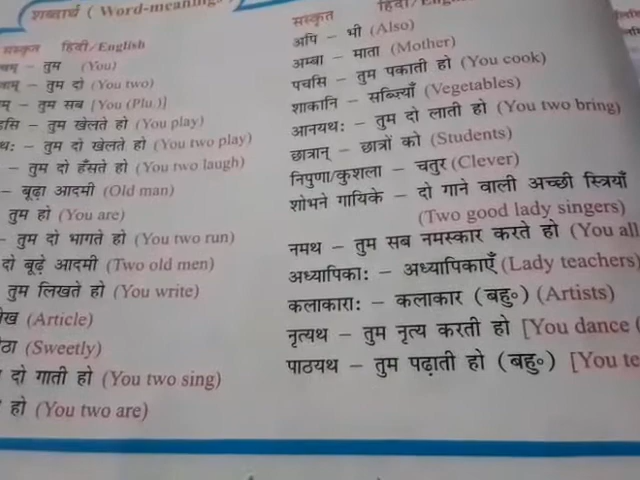 शब्दार्थ ( Word-meanings
संस्कृत हिंदी/English
तुम (You)
तुम दो (You two)
तुम सब [You (Plu.)]
तुम खेलते हो (You play)
तुम दो खेलते हो (You two play)
तुम दो हँसते हो (You two laugh)
बूढ़ा आदमी (Old man)
तुम हो (You are)
तुम दो भागते हो (You two run)
दो बूढ़े आदमी (Two old men)
तुम लिखते हो (You write)
(Article)
(Sweetly)
दो गाती हो (You two sing)
हो (You two are)
संस्कृत हिंदी/
अपि – भी (Also)
अम्बा – माता (Mother)
पचसि – तुम पकाती हो (You cook)
शाकानि – सब्ज़ियाँ (Vegetables)
आनयथः – तुम दो लाती हो (You two bring)
छात्रान् – छात्रों को (Students)
निपुणा/कुशला – चतुर (Clever)
शोभने गायिके – दो गाने वाली अच्छी स्त्रियाँ
(Two good lady singers)
नमथ – तुम सब नमस्कार करते हो (You all
अध्यापिकाः – अध्यापिकाएँ (Lady teachers)
कलाकाराः – कलाकार (बहु०) (Artists)
नृत्यथ – तुम नृत्य करती हो [You dance (
पाठयथ – तुम पढ़ाती हो (बहु०) [You te